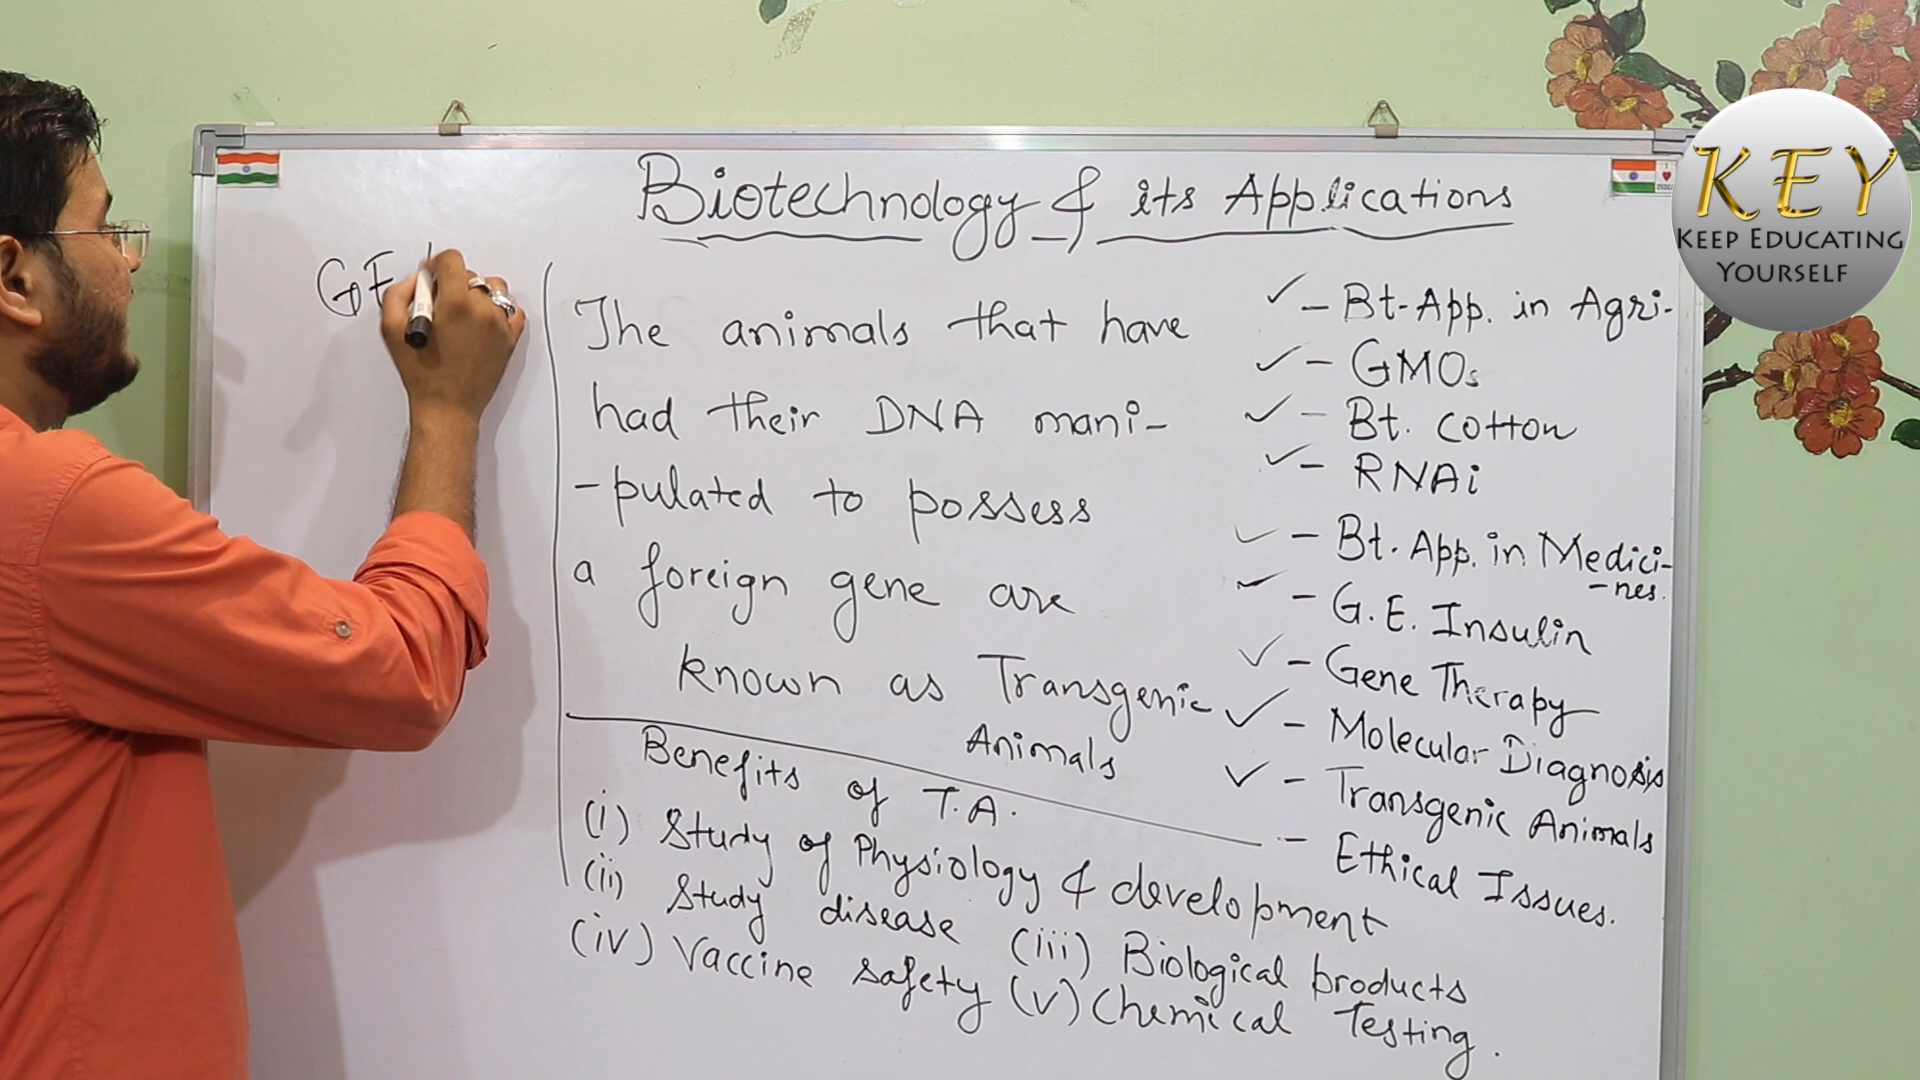 Biotechnology & its Applications
GE
The animals that have
had their DNA mani-
-pulated to possess
a foreign gene are
known as Transgenic
Animals
Benefits of T.A.
(i) Study of Physiology & development
(ii) Study disease (iii) Biological products
(iv) Vaccine safety (v) Chemical Testing.
✓ - Bt-App. in Agri-
✓ - GMOs
✓ - Bt. Cotton
✓ - RNAi
✓ - Bt. App. in Medici-
-nes.
✓ - G.E. Insulin
✓ - Gene Therapy
✓ - Molecular Diagnosis
✓ - Transgenic Animals
- Ethical Issues.
KEY
KEEP EDUCATING
YOURSELF